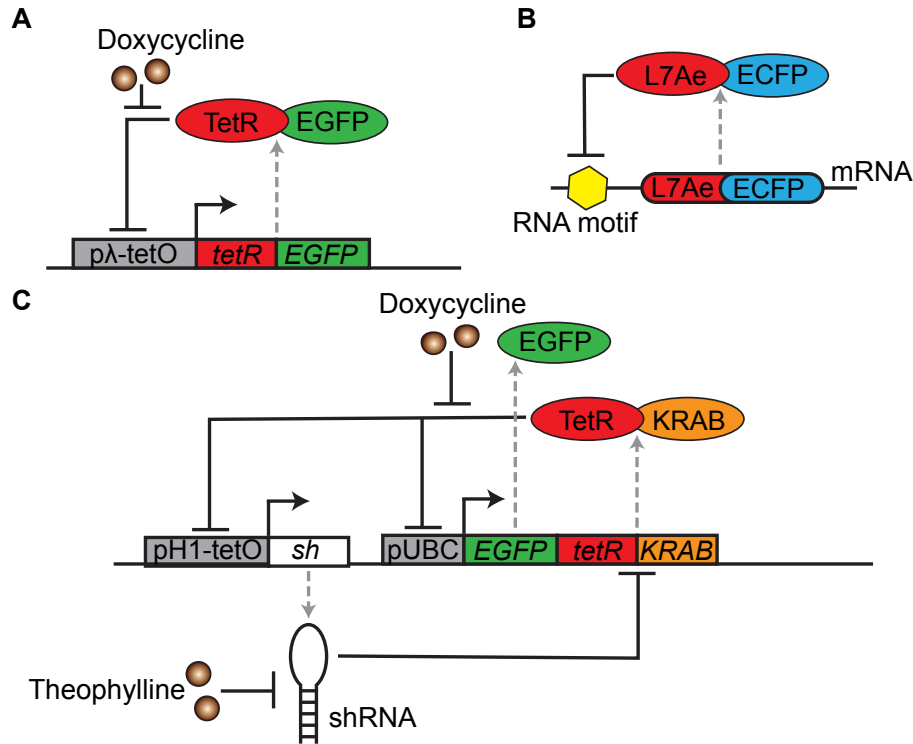 A
Doxycycline
TetR EGFP
pλ-tetO tetR EGFP
B
L7Ae ECFP
L7Ae ECFP mRNA
RNA motif
C
Doxycycline
EGFP
TetR KRAB
pH1-tetO sh pUBC EGFP tetR KRAB
Theophylline
shRNA